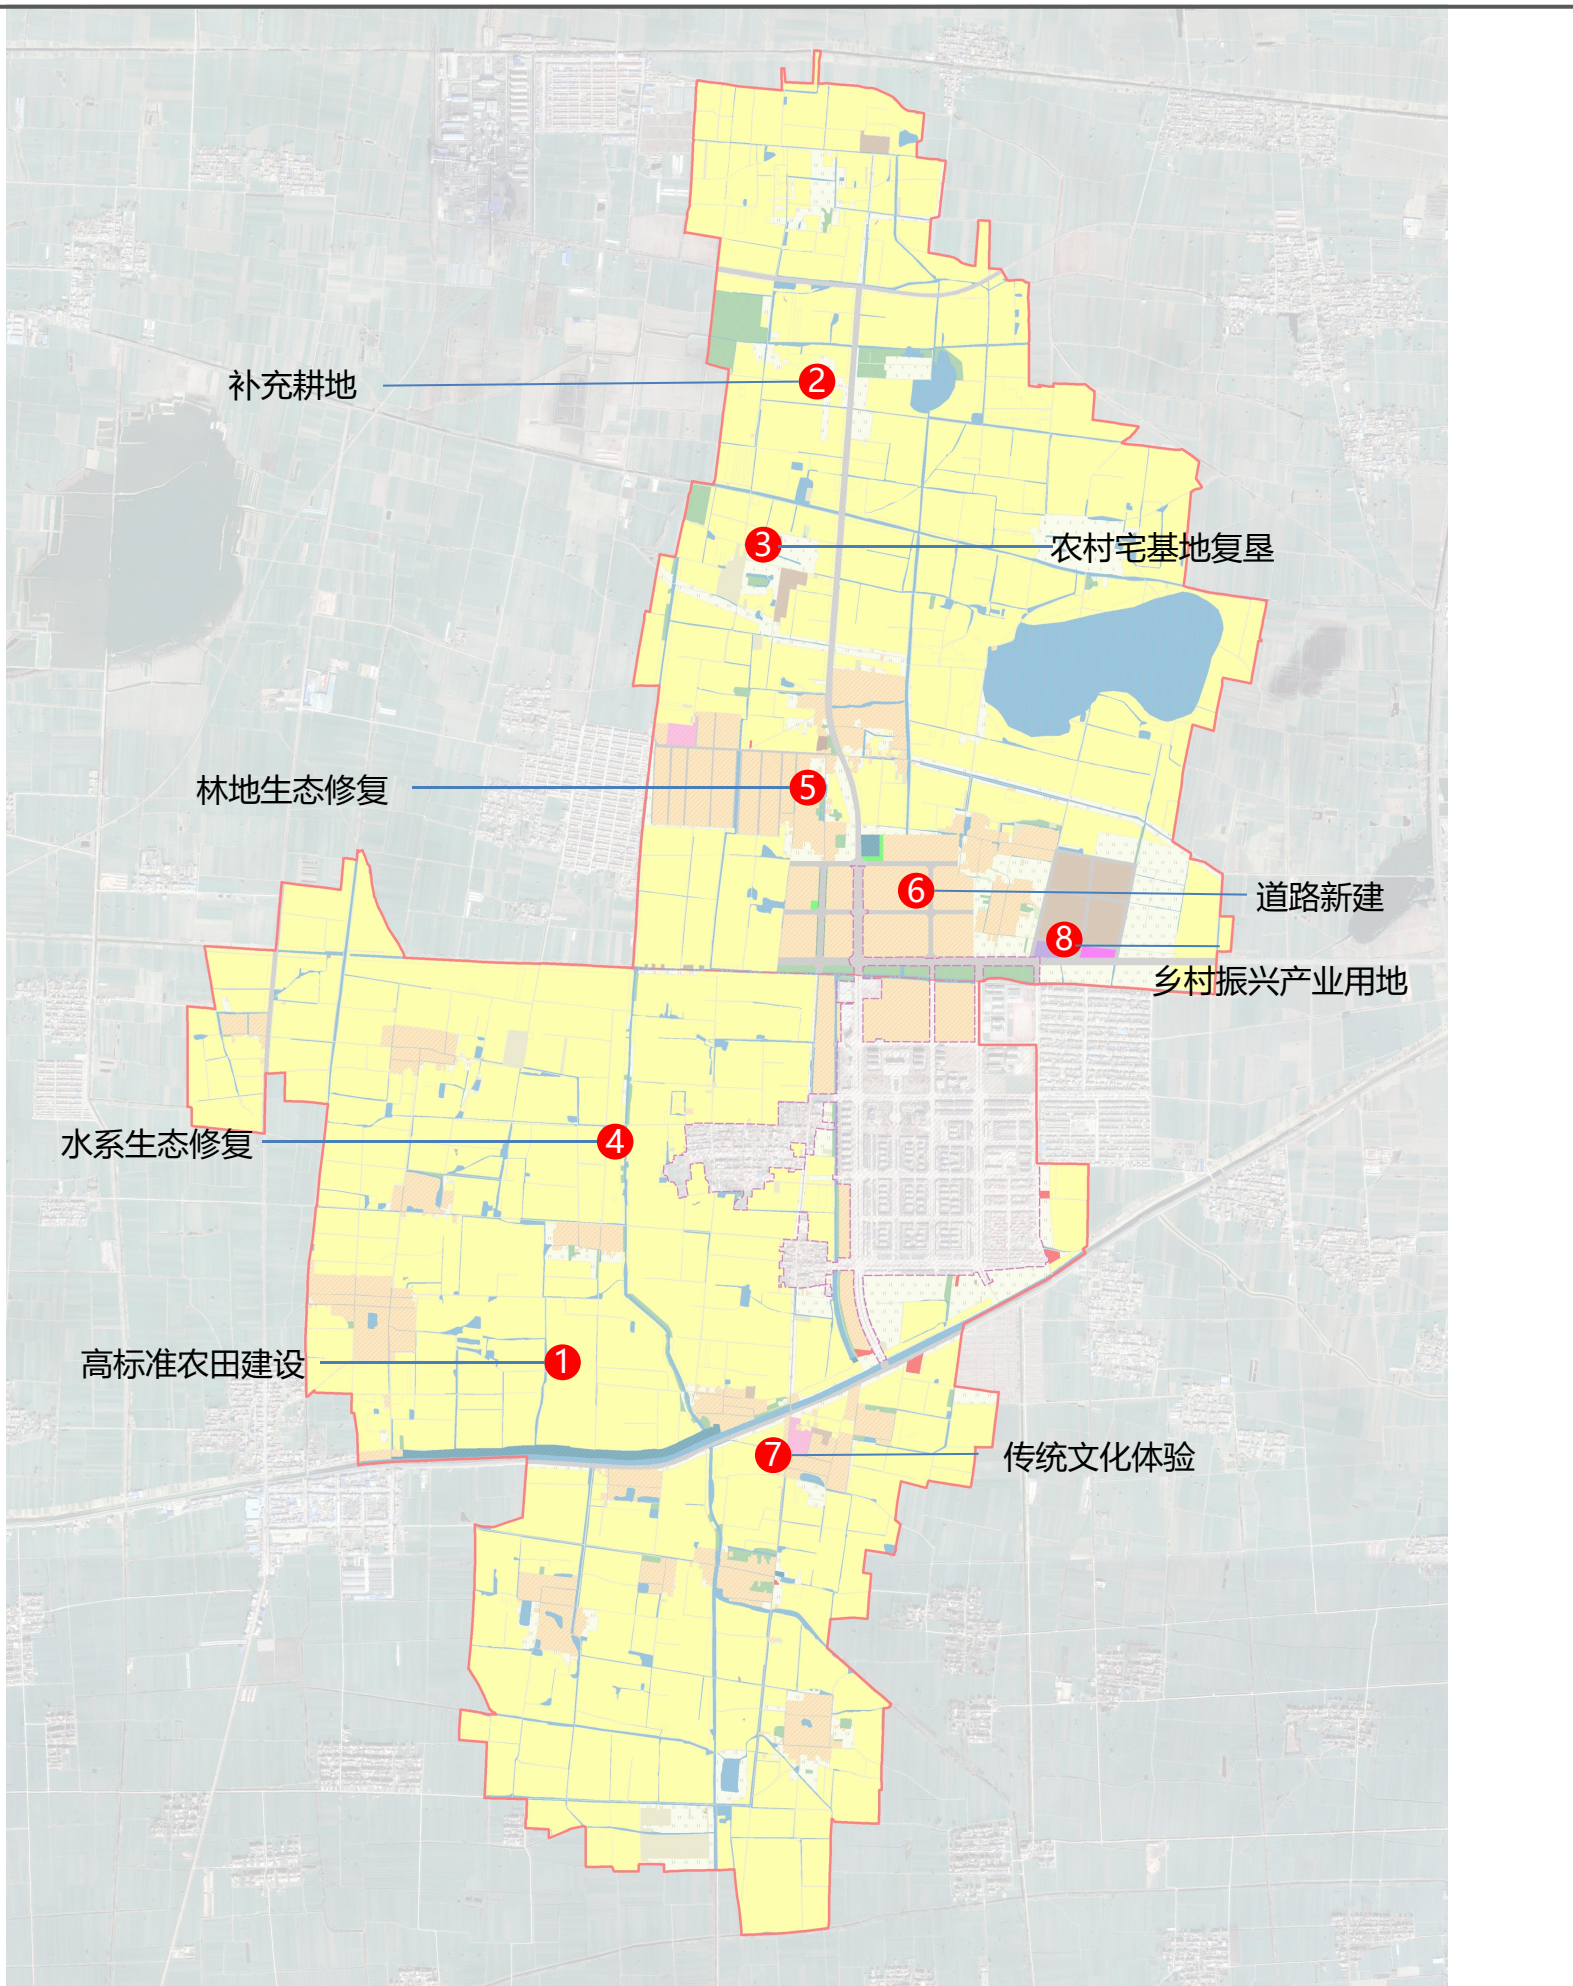 补充耕地 2
3 农村宅基地复垦
林地生态修复 5
6 道路新建
8 乡村振兴产业用地
水系生态修复 4
高标准农田建设 1
7 传统文化体验